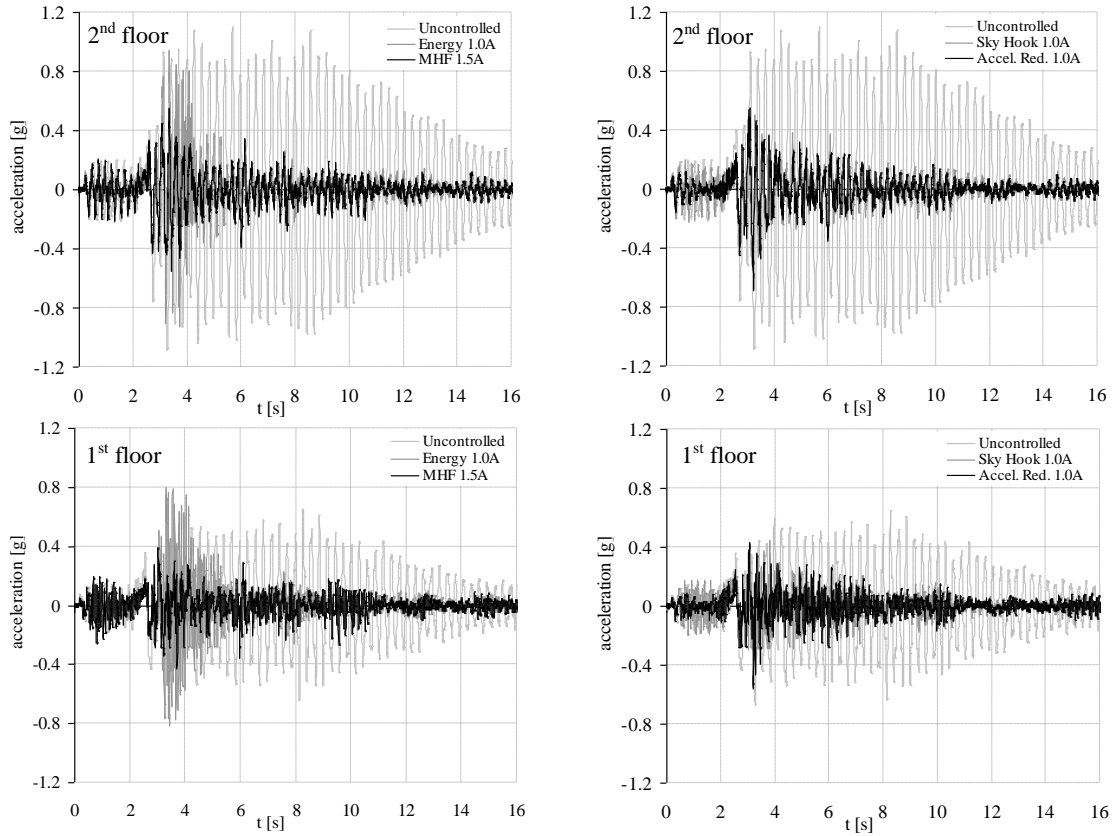 1.2
0.8
0.4
0
-0.4
-0.8
-1.2
acceleration [g]
2nd floor
Uncontrolled
Energy 1.0A
MHF 1.5A
0 2 4 6 8 10 12 14 16
t [s]
1.2
0.8
0.4
0
-0.4
-0.8
-1.2
acceleration [g]
2nd floor
Uncontrolled
Sky Hook 1.0A
Accel. Red. 1.0A
0 2 4 6 8 10 12 14 16
t [s]
1.2
0.8
0.4
0
-0.4
-0.8
-1.2
acceleration [g]
1st floor
Uncontrolled
Energy 1.0A
MHF 1.5A
0 2 4 6 8 10 12 14 16
t [s]
1.2
0.8
0.4
0
-0.4
-0.8
-1.2
acceleration [g]
1st floor
Uncontrolled
Sky Hook 1.0A
Accel. Red. 1.0A
0 2 4 6 8 10 12 14 16
t [s]